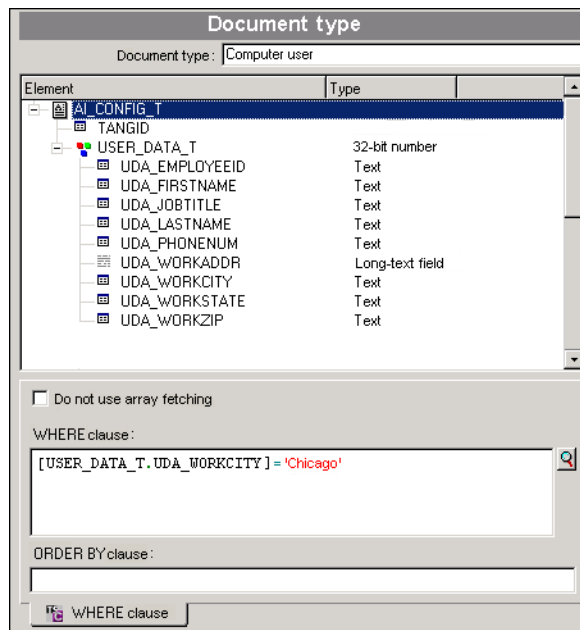 Document type
Document type: Computer user
Element Type
AI_CONFIG_T
TANGID
USER_DATA_T 32-bit number
UDA_EMPLOYEEID Text
UDA_FIRSTNAME Text
UDA_JOBTITLE Text
UDA_LASTNAME Text
UDA_PHONENUM Text
UDA_WORKADDR Long-text field
UDA_WORKCITY Text
UDA_WORKSTATE Text
UDA_WORKZIP Text
Do not use array fetching
WHERE clause:
[USER_DATA_T.UDA_WORKCITY]='Chicago'
ORDER BY clause:
WHERE clause